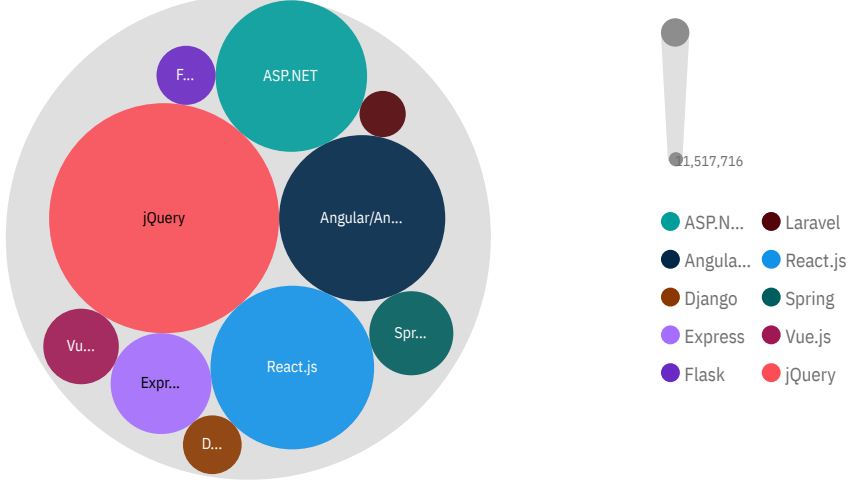 F...
ASP.NET
jQuery
Angular/An...
Vu...
Spr...
Expr...
React.js
D...
11,517,716
ASP.N...
Laravel
Angula...
React.js
Django
Spring
Express
Vue.js
Flask
jQuery